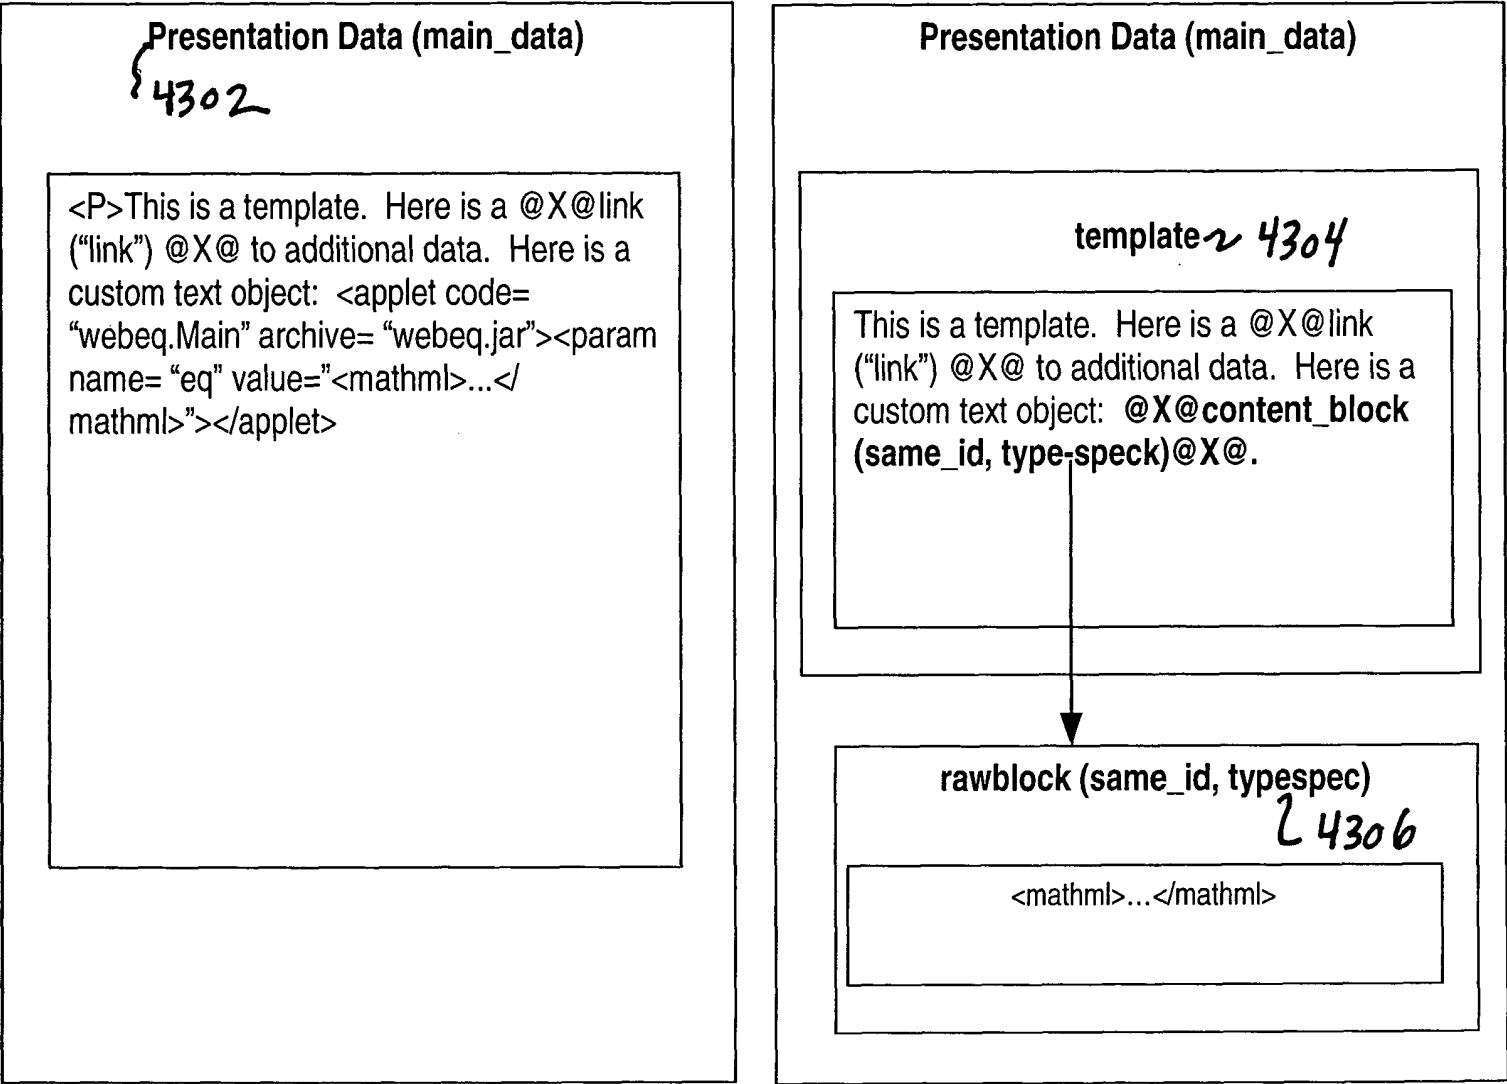 Presentation Data (main_data)
4302
<P>This is a template. Here is a @X@link
(“link”) @X@ to additional data. Here is a
custom text object: <applet code=
“webeq.Main” archive= “webeq.jar”><param
name= “eq” value=”<mathml>...</
mathml>”></applet>
Presentation Data (main_data)
template 4304
This is a template. Here is a @X@link
(“link”) @X@ to additional data. Here is a
custom text object: @X@content_block
(same_id, type-speck)@X@.
rawblock (same_id, typespec)
4306
<mathml>...</mathml>